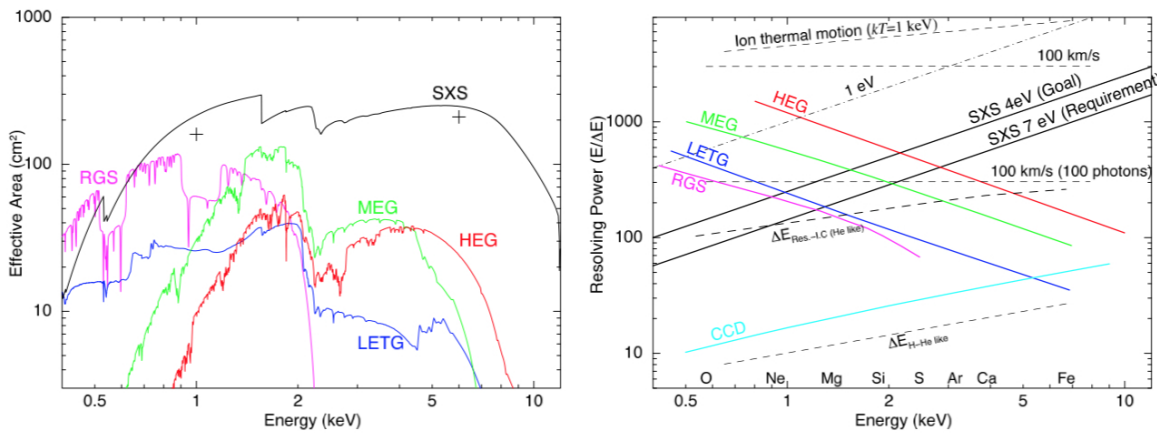 Effective Area (cm²)
1000
100
10
0.5
1
2
5
10
Energy (keV)
RGS
SXS
MEG
HEG
LETG
Resolving Power (E/ΔE)
1000
100
10
0.5
1
2
5
10
Energy (keV)
Ion thermal motion (kT=1 keV)
100 km/s
1 eV
HEG
SXS 4eV (Goal)
MEG
SXS 7 eV (Requirement)
LETG
RGS
100 km/s (100 photons)
ΔE Res.–I.C (He like)
CCD
ΔE H–He like
O Ne Mg Si S Ar Ca Fe